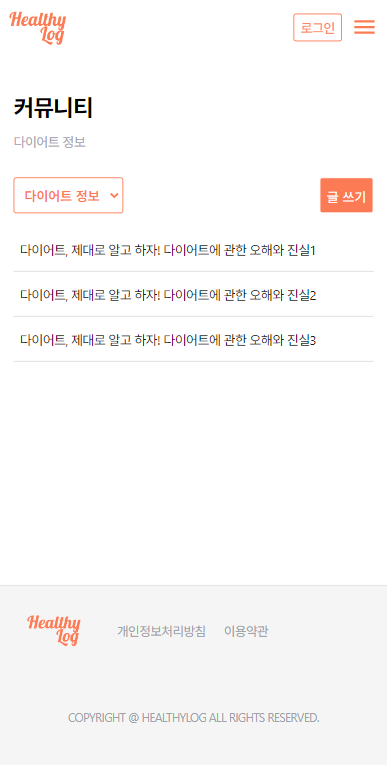 Healthy
Log
로그인
커뮤니티
다이어트 정보
다이어트 정보
글 쓰기
다이어트, 제대로 알고 하자! 다이어트에 관한 오해와 진실1
다이어트, 제대로 알고 하자! 다이어트에 관한 오해와 진실2
다이어트, 제대로 알고 하자! 다이어트에 관한 오해와 진실3
Healthy
Log
개인정보처리방침 이용약관
COPYRIGHT @ HEALTHYLOG ALL RIGHTS RESERVED.